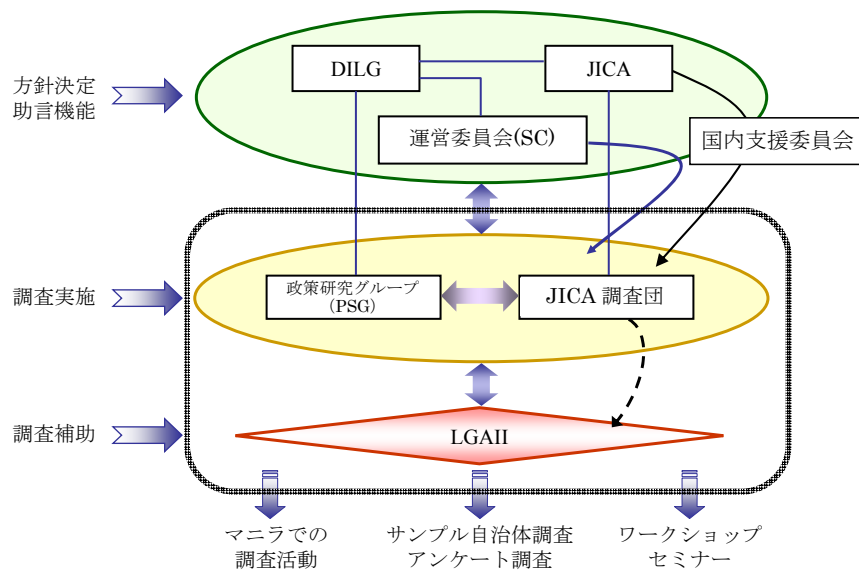 DILG
JICA
方針決定
助言機能
運営委員会(SC)
国内支援委員会
調査実施
政策研究グループ
(PSG)
JICA 調査団
調査補助
LGAII
マニラでの
調査活動
サンプル自治体調査
アンケート調査
ワークショップ
セミナー